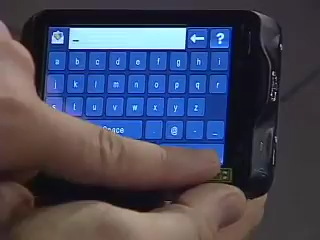 _ ?
a b c d e f g h i
j k l m n o p q r
s t u v w x y z
Space . @ - _